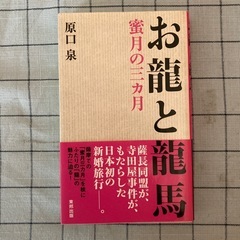 お龍と龍馬
蜜月の三カ月
原口 泉
薩長同盟が、
寺田屋事件が、
もたらした
日本初の
新婚旅行――。